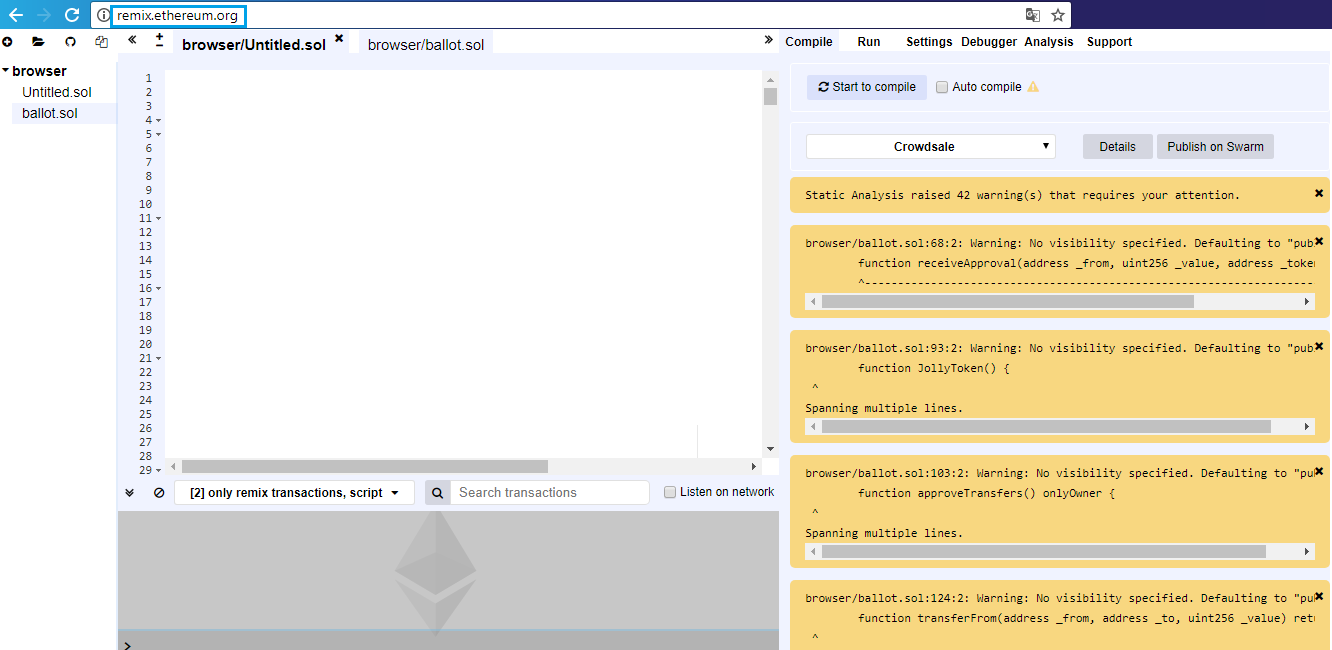 remix.ethereum.org
browser/Untitled.sol
browser/ballot.sol
Compile
Run
Settings
Debugger
Analysis
Support
browser
Untitled.sol
ballot.sol
1
2
3
4
5
6
7
8
9
10
11
12
13
14
15
16
17
18
19
20
21
22
23
24
25
26
27
28
29
[2] only remix transactions, script
Search transactions
Listen on network
>
Start to compile
Auto compile
Crowdsale
Details
Publish on Swarm
Static Analysis raised 42 warning(s) that requires your attention.
browser/ballot.sol:68:2: Warning: No visibility specified. Defaulting to "pub
function receiveApproval(address _from, uint256 _value, address _token
^--------------------------------------------------------------------
browser/ballot.sol:93:2: Warning: No visibility specified. Defaulting to "pub
function JollyToken() {
^
Spanning multiple lines.
browser/ballot.sol:103:2: Warning: No visibility specified. Defaulting to "pu
function approveTransfers() onlyOwner {
^
Spanning multiple lines.
browser/ballot.sol:124:2: Warning: No visibility specified. Defaulting to "pu
function transferFrom(address _from, address _to, uint256 _value) ret
^